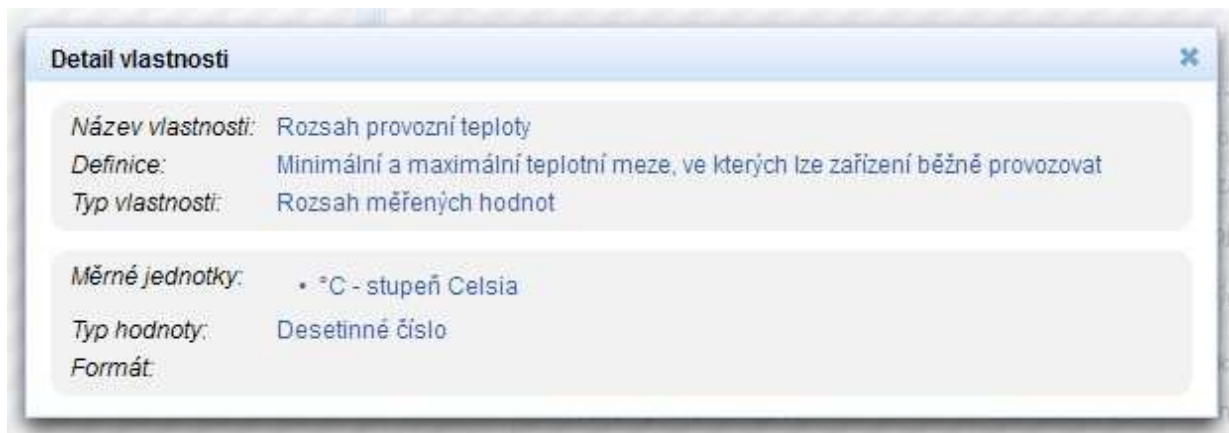 Detail vlastnosti
Název vlastnosti: Rozsah provozní teploty
Definice: Minimální a maximální teplotní meze, ve kterých lze zařízení běžně provozovat
Typ vlastnosti: Rozsah měřených hodnot
Měrné jednotky: • °C - stupeň Celsia
Typ hodnoty: Desetinné číslo
Formát: